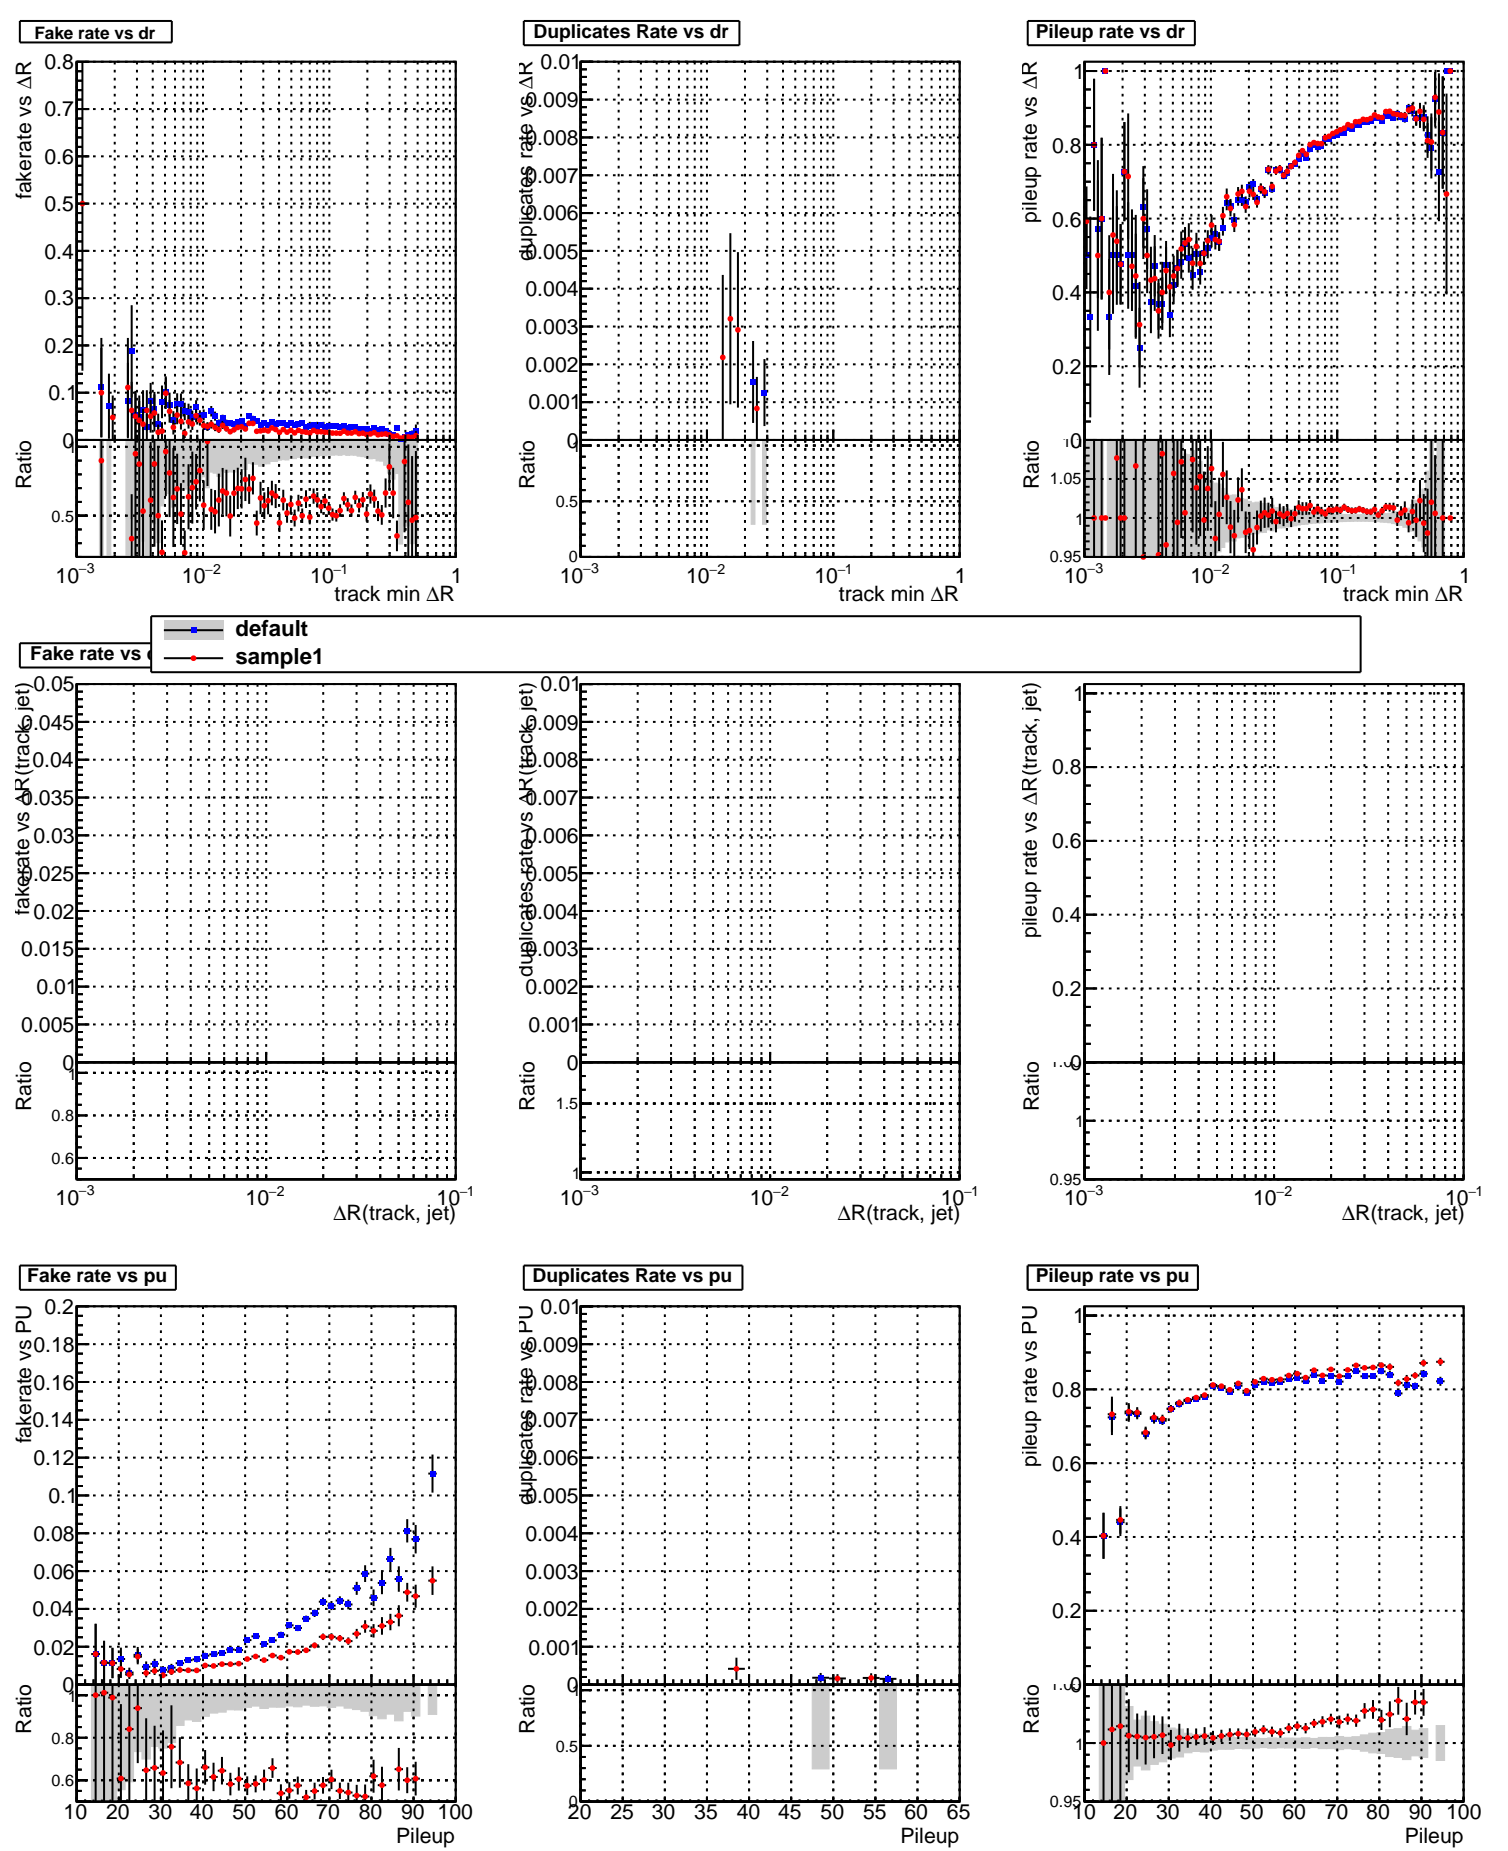 Fake rate vs dr
Duplicates Rate vs dr
Pileup rate vs dr
fakerate vs ΔR
0.8
0.7
0.6
0.5
0.4
0.3
0.2
0.1
0
Ratio
1
0.5
10⁻³ 10⁻² 10⁻¹ 1
track min ΔR
duplicates rate vs ΔR
0.01
0.009
0.008
0.007
0.006
0.005
0.004
0.003
0.002
0.001
0
Ratio
1
0.5
0
10⁻³ 10⁻² 10⁻¹ 1
track min ΔR
pileup rate vs ΔR
1
0.8
0.6
0.4
0.2
0
Ratio
1.05
1
0.95
10⁻³ 10⁻² 10⁻¹ 1
track min ΔR
default
sample1
Fake rate vs
fakerate vs ΔR(track, jet)
0.05
0.045
0.04
0.035
0.03
0.025
0.02
0.015
0.01
0.005
0
Ratio
1
0.8
0.6
10⁻³ 10⁻² 10⁻¹
ΔR(track, jet)
duplicates rate vs ΔR(track, jet)
0.01
0.009
0.008
0.007
0.006
0.005
0.004
0.003
0.002
0.001
0
Ratio
1.5
1
10⁻³ 10⁻² 10⁻¹
ΔR(track, jet)
pileup rate vs ΔR(track, jet)
1
0.8
0.6
0.4
0.2
0
Ratio
1
0.95
10⁻³ 10⁻² 10⁻¹
ΔR(track, jet)
Fake rate vs pu
Duplicates Rate vs pu
Pileup rate vs pu
fakerate vs PU
0.2
0.18
0.16
0.14
0.12
0.1
0.08
0.06
0.04
0.02
0
Ratio
1
0.8
0.6
10 20 30 40 50 60 70 80 90 100
Pileup
duplicates rate vs PU
0.01
0.009
0.008
0.007
0.006
0.005
0.004
0.003
0.002
0.001
0
Ratio
1
0.5
0
20 25 30 35 40 45 50 55 60 65
Pileup
pileup rate vs PU
1
0.8
0.6
0.4
0.2
0
Ratio
1
0.95
10 20 30 40 50 60 70 80 90 100
Pileup